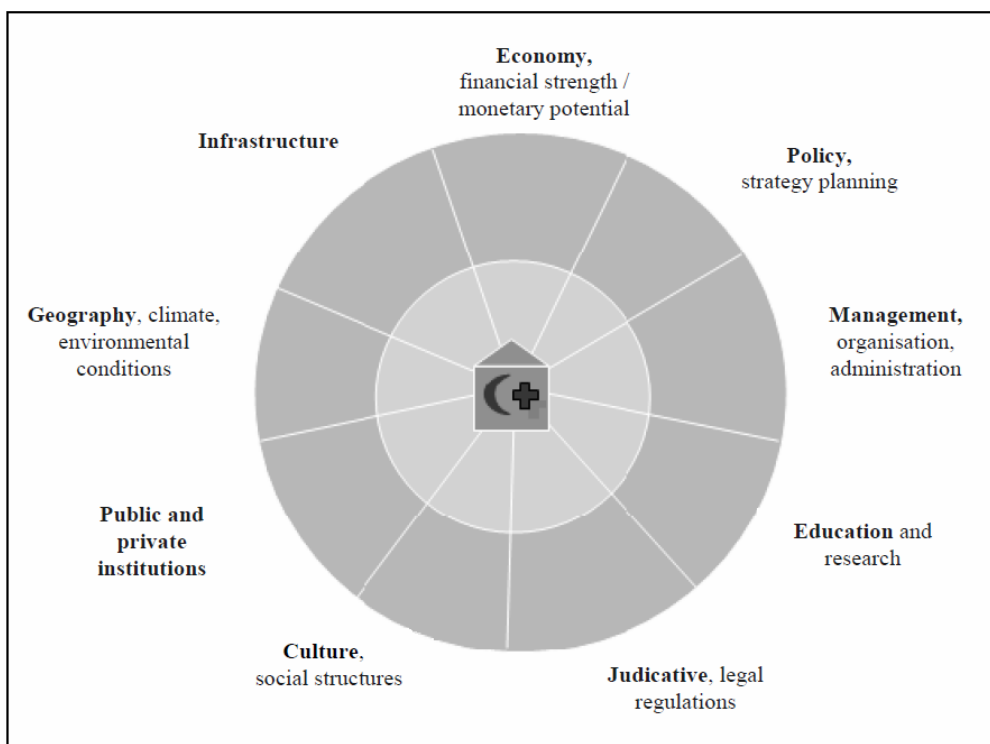 Economy,
financial strength /
monetary potential
Infrastructure
Policy,
strategy planning
Geography, climate,
environmental
conditions
Management,
organisation,
administration
Public and
private
institutions
Education and
research
Culture,
social structures
Judicative, legal
regulations